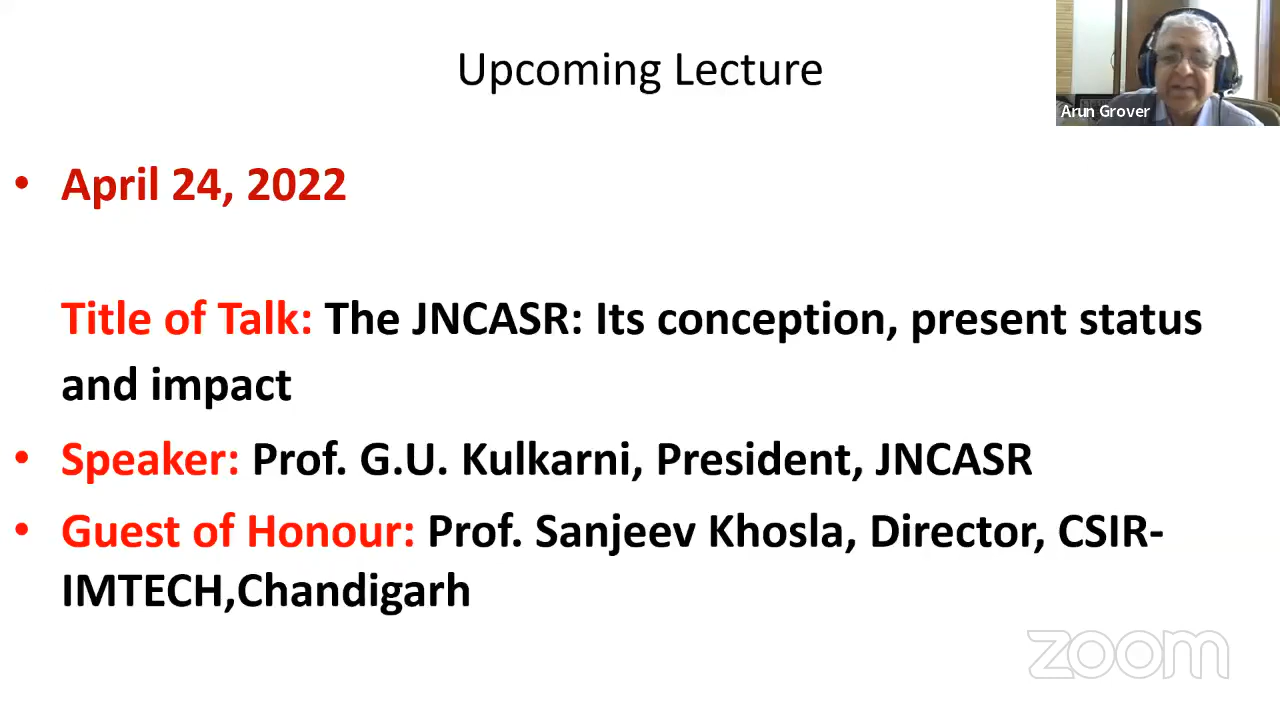 Upcoming Lecture
Arun Grover
• April 24, 2022
Title of Talk: The JNCASR: Its conception, present status
and impact
• Speaker: Prof. G.U. Kulkarni, President, JNCASR
• Guest of Honour: Prof. Sanjeev Khosla, Director, CSIR-
IMTECH,Chandigarh
zoom